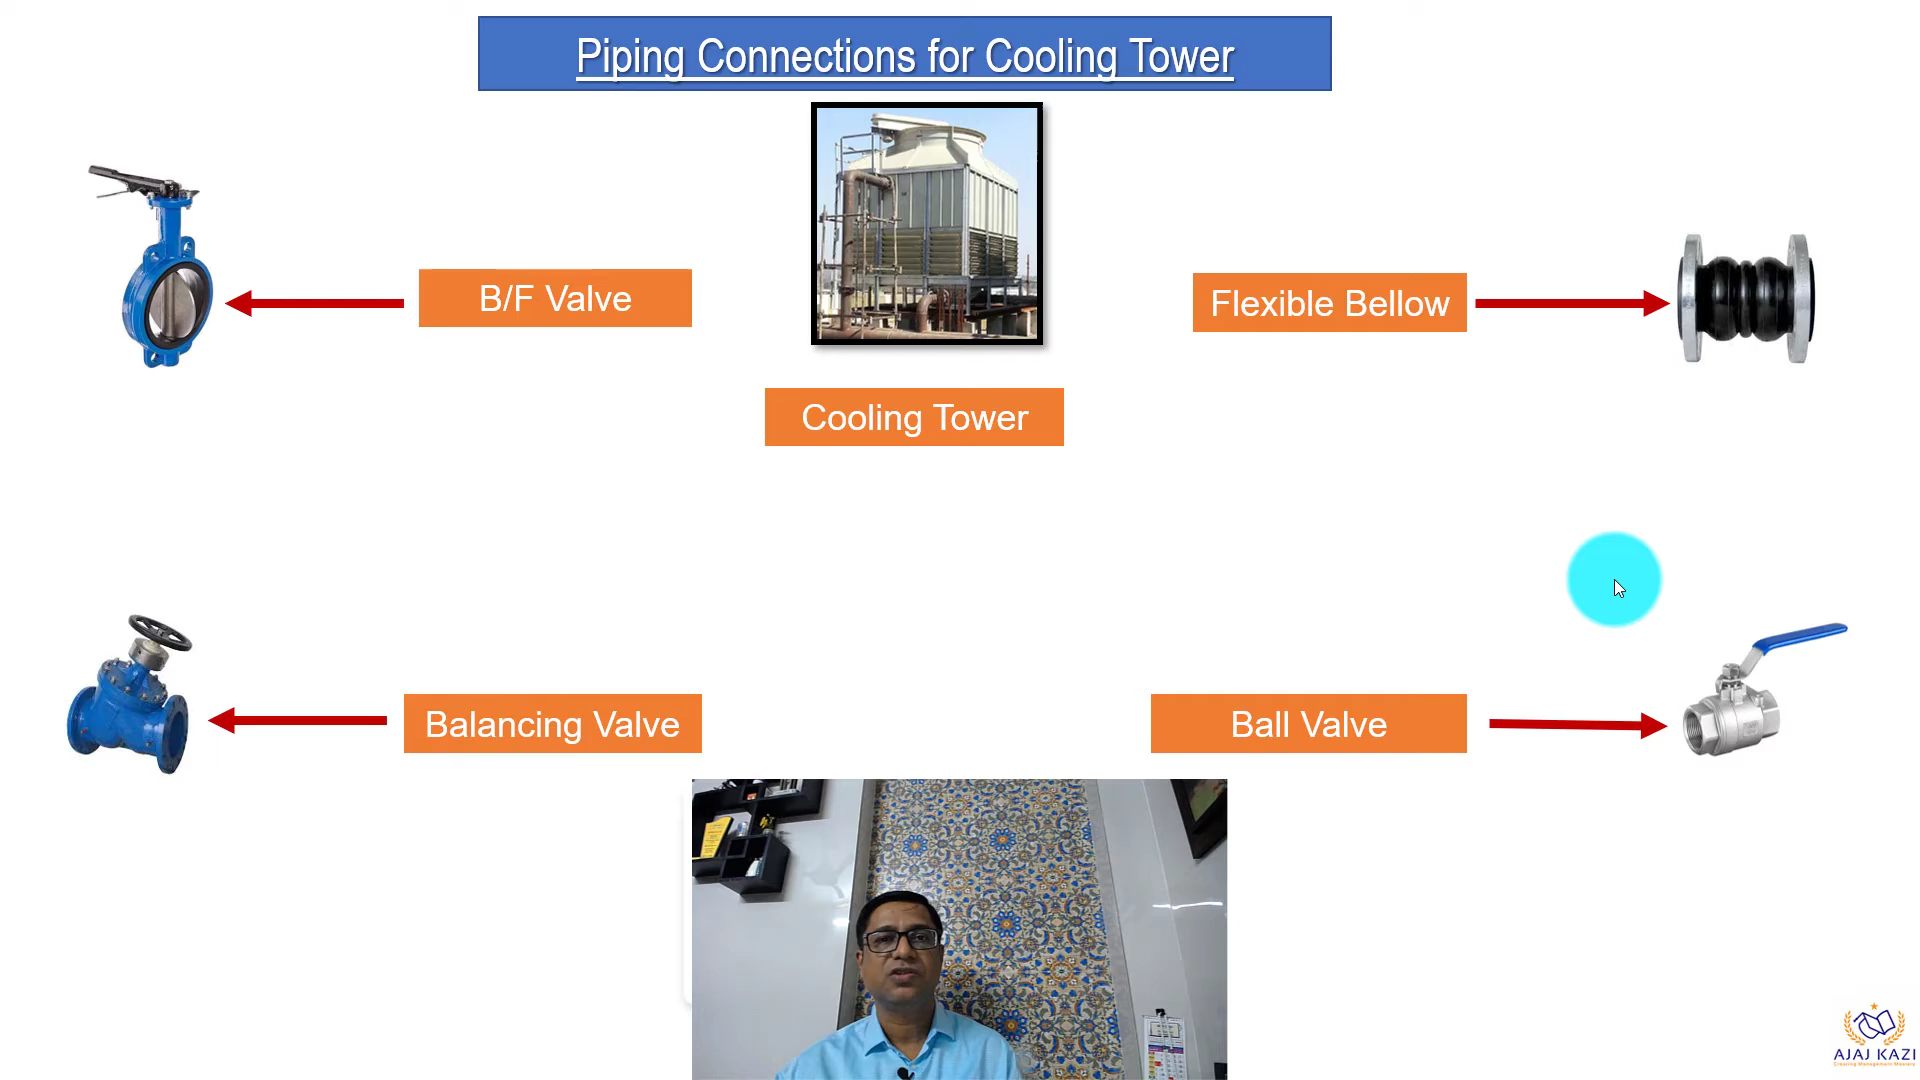 Piping Connections for Cooling Tower
B/F Valve
Flexible Bellow
Cooling Tower
Balancing Valve
Ball Valve
AJAJ KAZI